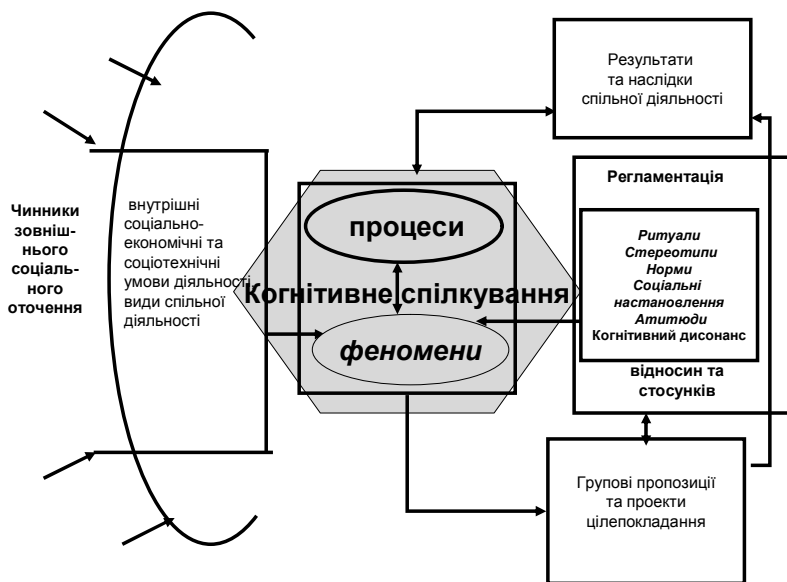 Чинники
зовніш-
нього
соціаль-
ного
оточення
внутрішні
соціально-
економічні та
соціотехнічні
умови діяльності,
види спільної
діяльності
процеси
Когнітивне спілкування
феномени
Результати
та наслідки
спільної діяльності
Регламентація
Ритуали
Стереотипи
Норми
Соціальні
настановлення
Атитюди
Когнітивний дисонанс
відносин та
стосунків
Групові пропозиції
та проекти
цілепокладання